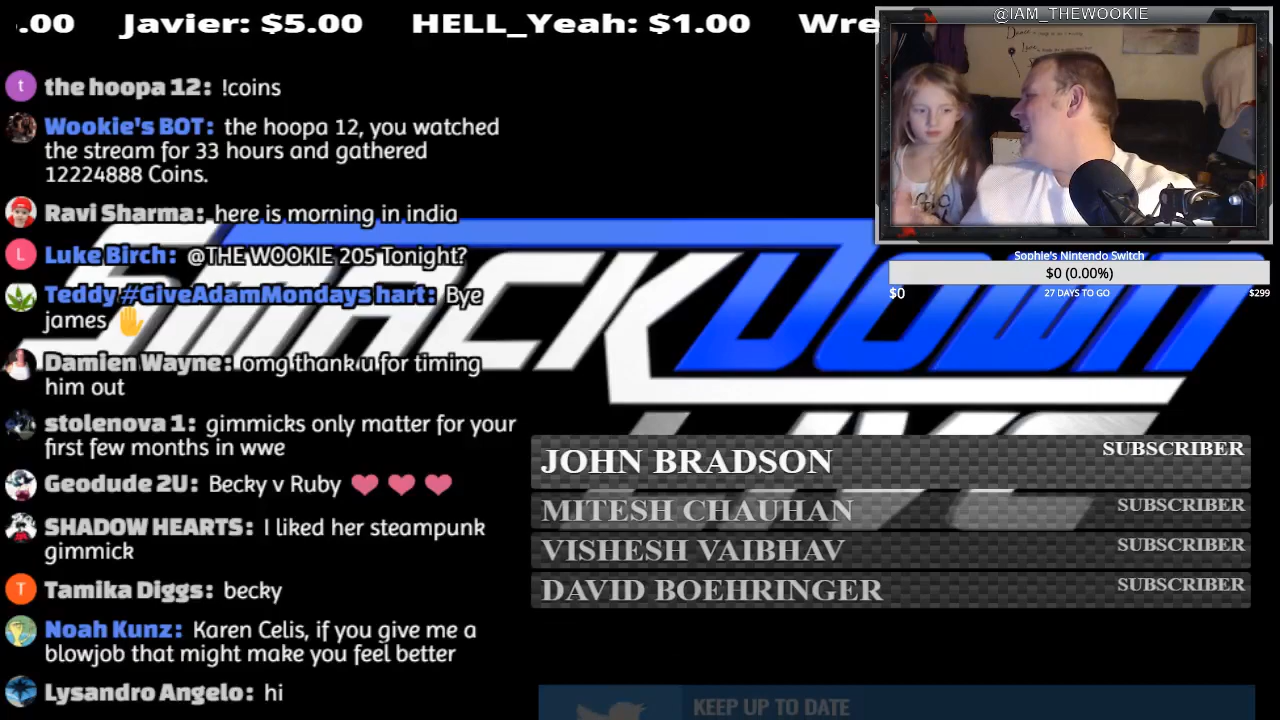 .00 Javier: $5.00 HELL_Yeah: $1.00 Wre
@IAM_THEWOOKIE
the hoopa 12: !coins
Wookie's BOT: the hoopa 12, you watched
the stream for 33 hours and gathered
12224888 Coins.
Ravi Sharma: here is morning in india
Luke Birch: @THE WOOKIE 205 Tonight?
Teddy #GiveAdamMondays hart: Bye
james ✋
Damien Wayne: omg thank u for timing
him out
stolenova 1: gimmicks only matter for your
first few months in wwe
Geodude 2U: Becky v Ruby ❤ ❤ ❤
SHADOW HEARTS: I liked her steampunk
gimmick
Tamika Diggs: becky
Noah Kunz: Karen Celis, if you give me a
blowjob that might make you feel better
Lysandro Angelo: hi
Sophie's Nintendo Switch
$0 (0.00%)
$0 27 DAYS TO GO $299
SMACKDOWN
LIVE
JOHN BRADSON SUBSCRIBER
MITESH CHAUHAN SUBSCRIBER
VISHESH VAIBHAV SUBSCRIBER
DAVID BOEHRINGER SUBSCRIBER
KEEP UP TO DATE